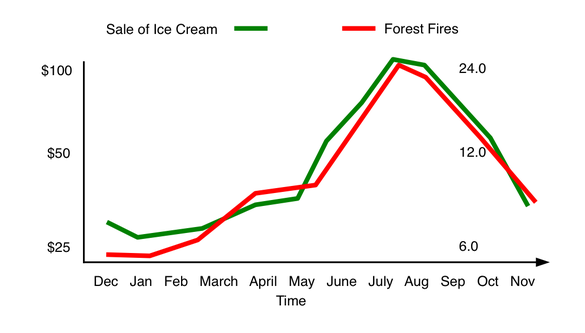 Sale of Ice Cream Forest Fires
$100 24.0
$50 12.0
$25 6.0
Dec Jan Feb March April May June July Aug Sep Oct Nov
Time